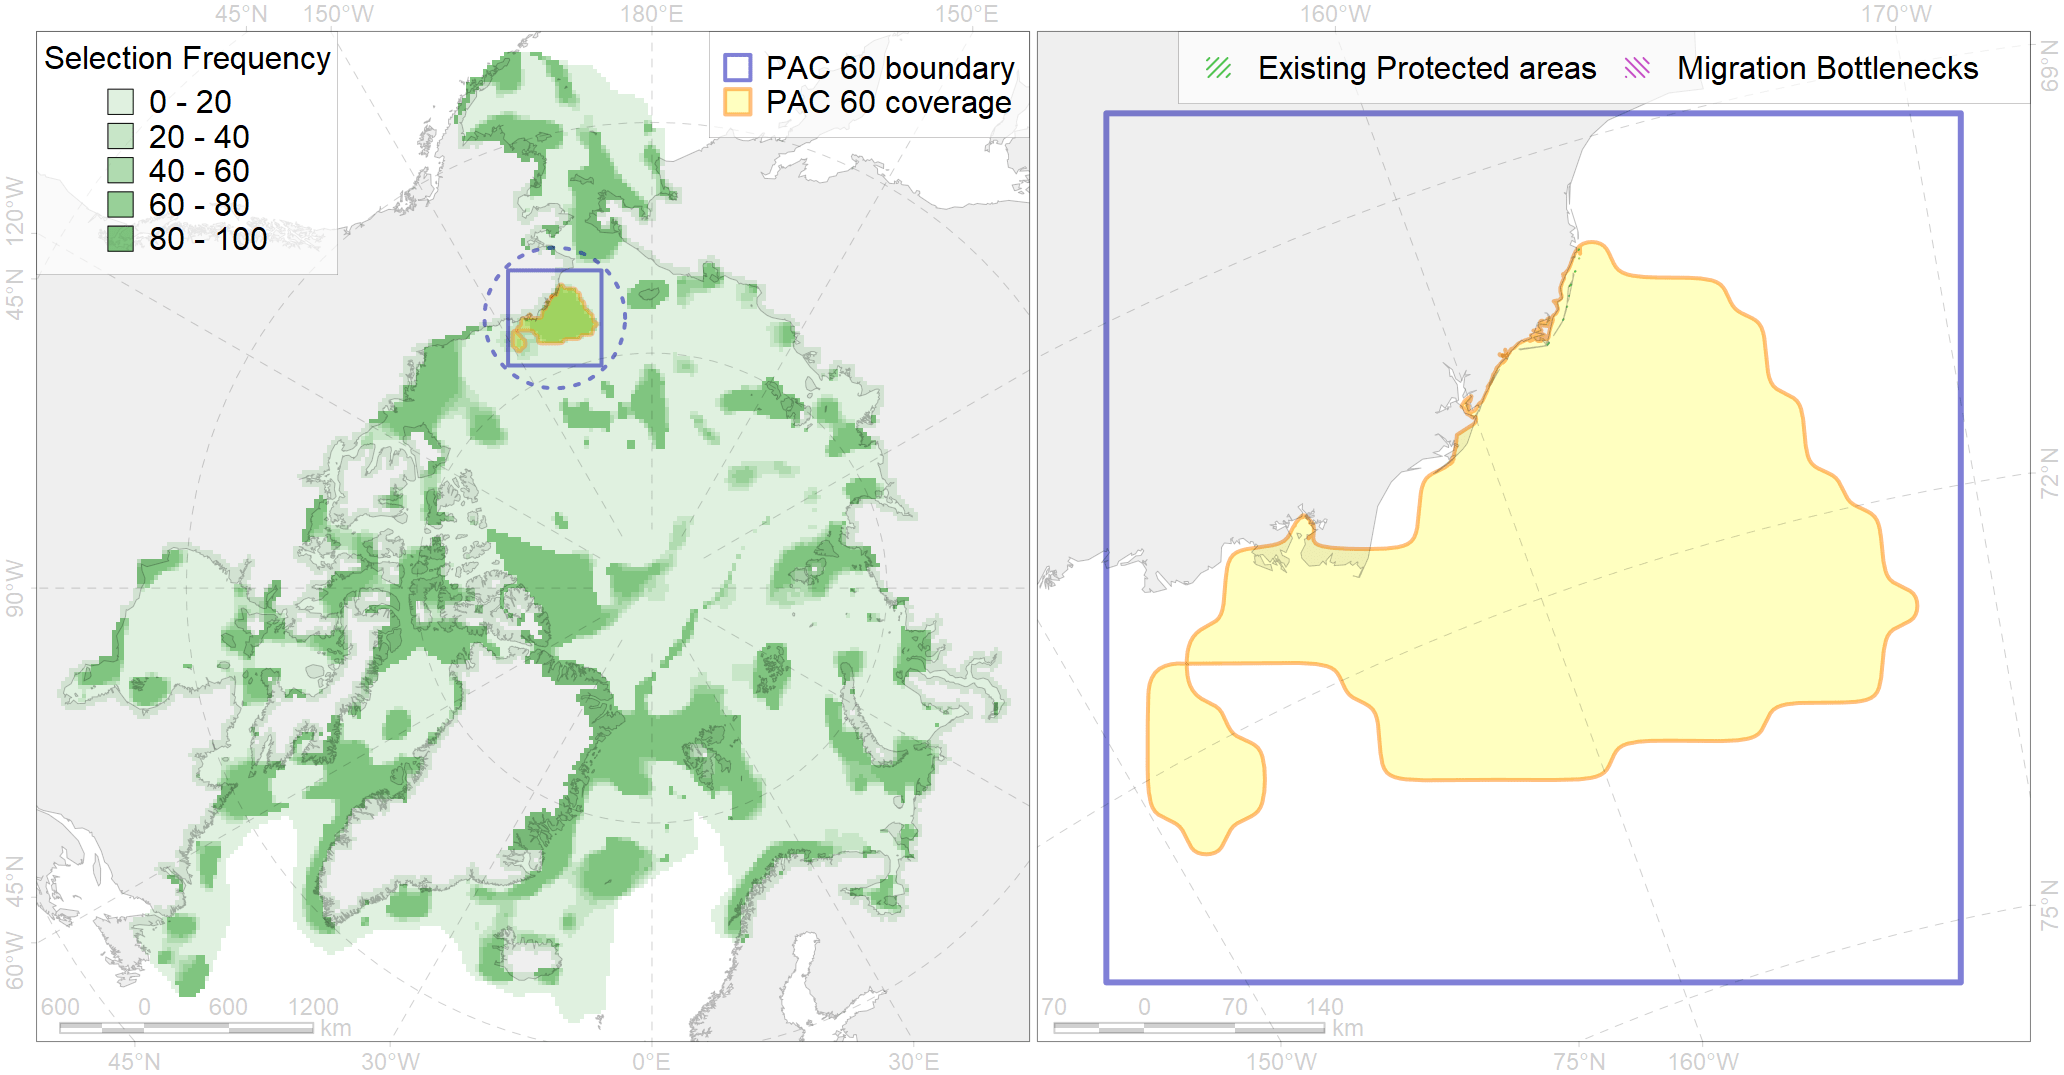 45°N 150°W 180°E 150°E 160°W 170°W
Selection Frequency
0 - 20
20 - 40
40 - 60
60 - 80
80 - 100
PAC 60 boundary
PAC 60 coverage
Existing Protected areas
Migration Bottlenecks
120°W
45°N
90°W
45°N
60°W
69°N
72°N
75°N
600 0 600 1200 km
70 0 70 140 km
45°N 30°W 0°E 30°E 150°W 75°N 160°W